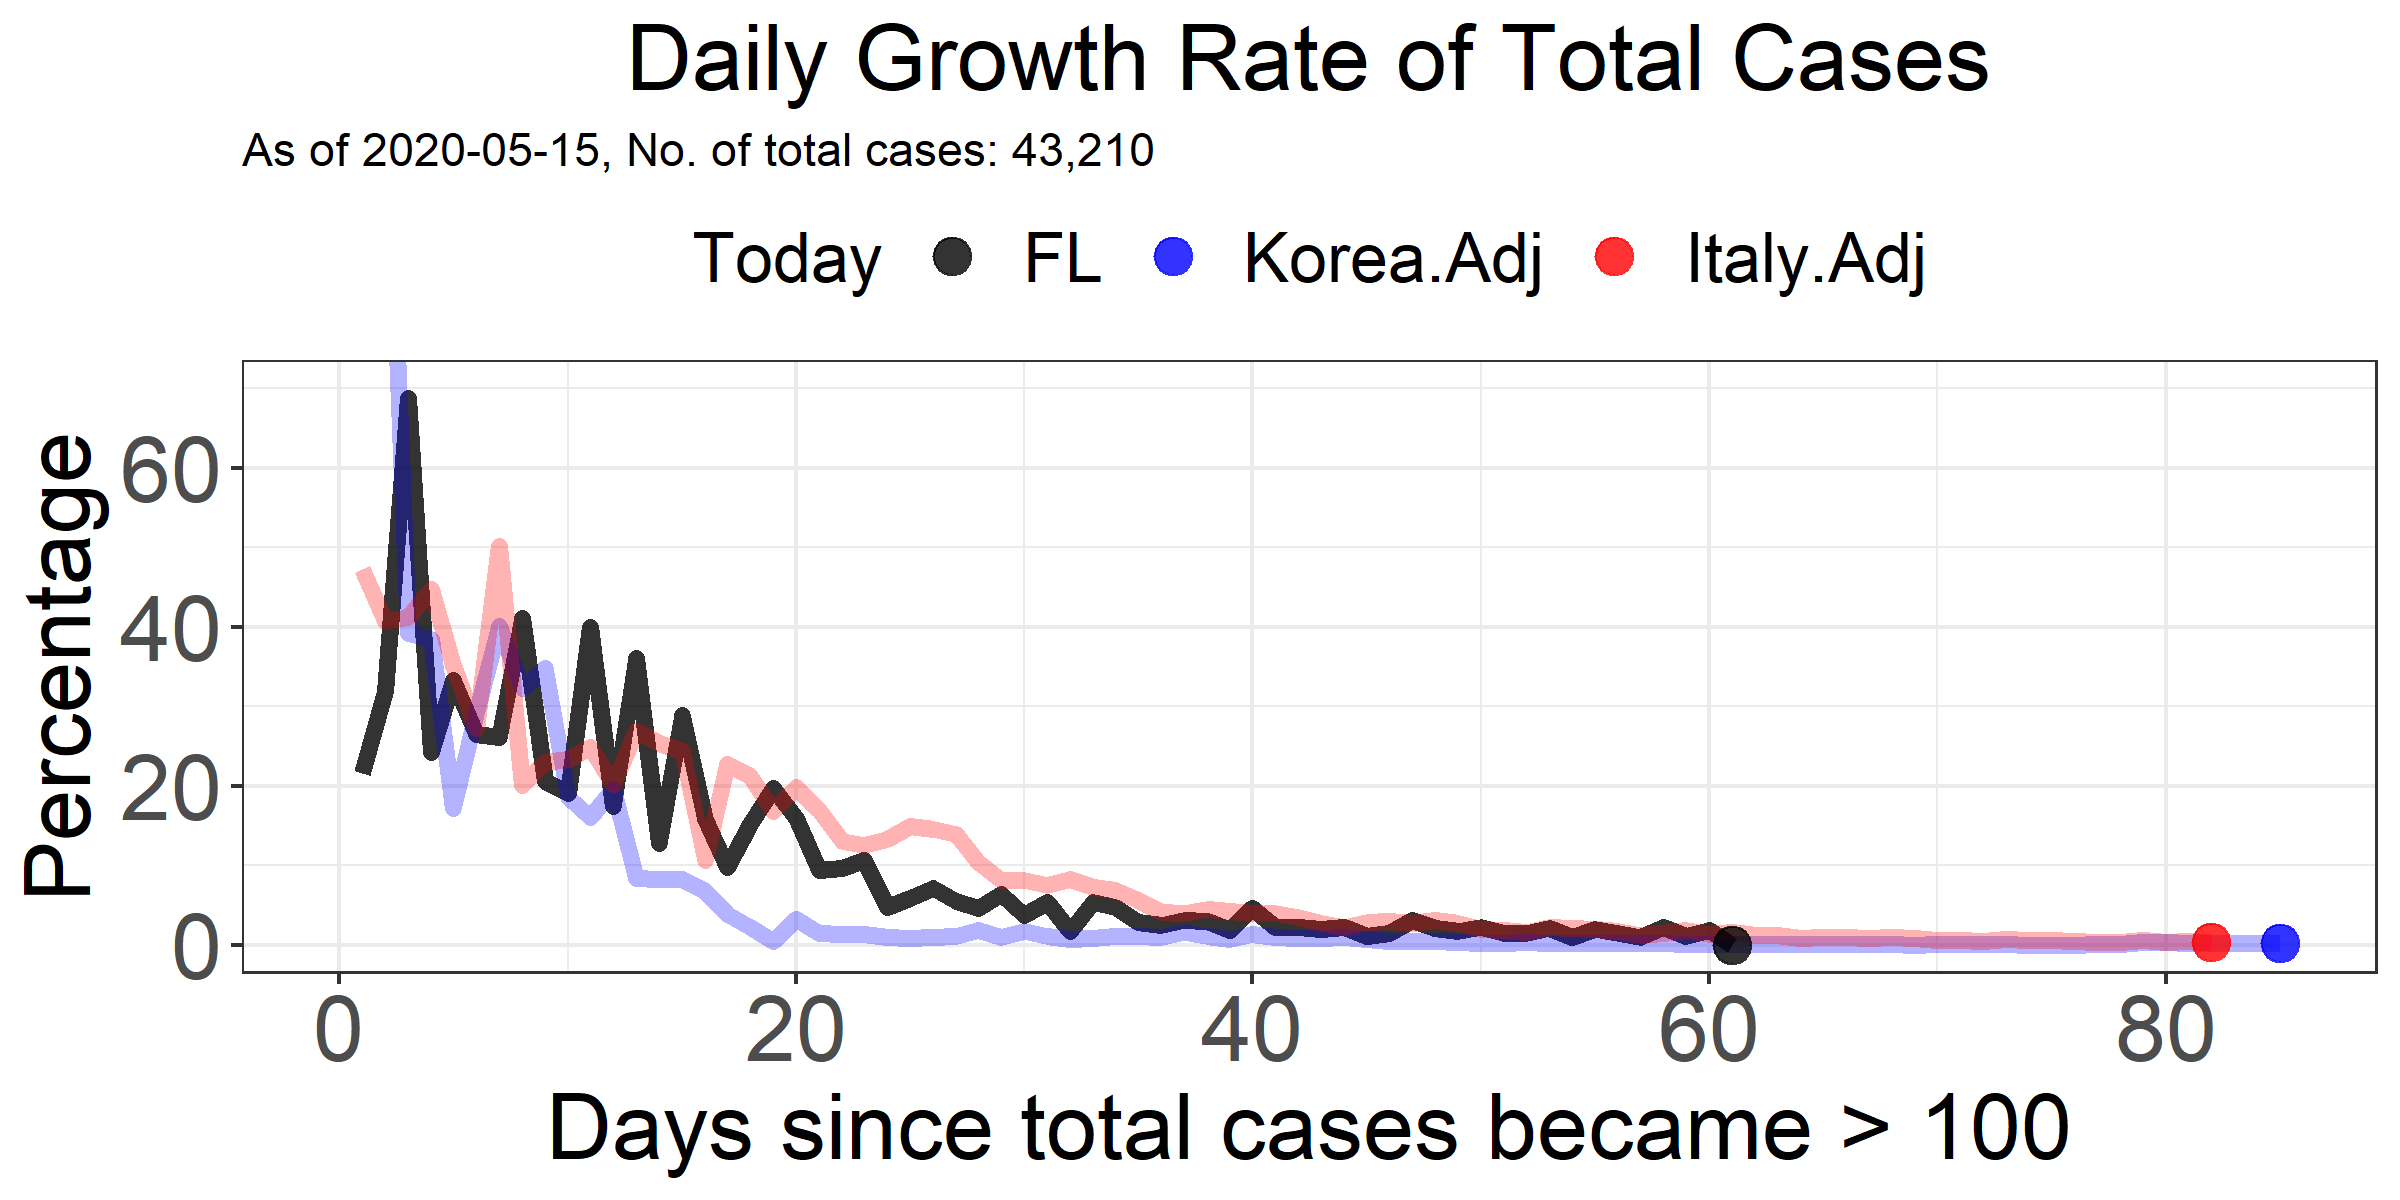 Daily Growth Rate of Total Cases
As of 2020-05-15, No. of total cases: 43,210
Today FL Korea.Adj Italy.Adj
Percentage
60
40
20
0
0 20 40 60 80
Days since total cases became > 100